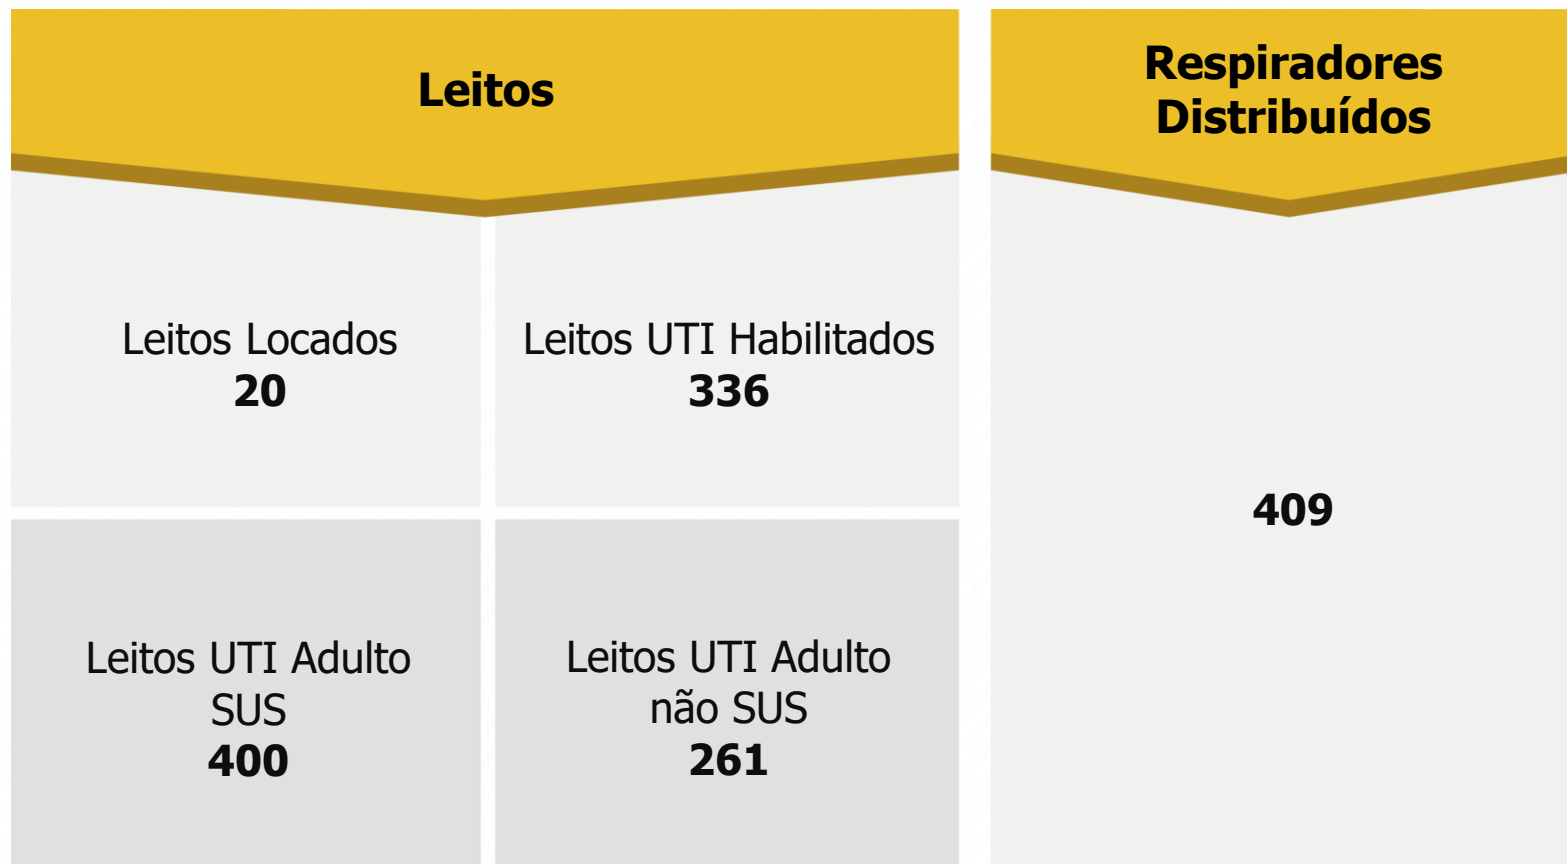 Leitos
Leitos Locados
20
Leitos UTI Habilitados
336
Leitos UTI Adulto
SUS
400
Leitos UTI Adulto
não SUS
261
Respiradores
Distribuídos
409